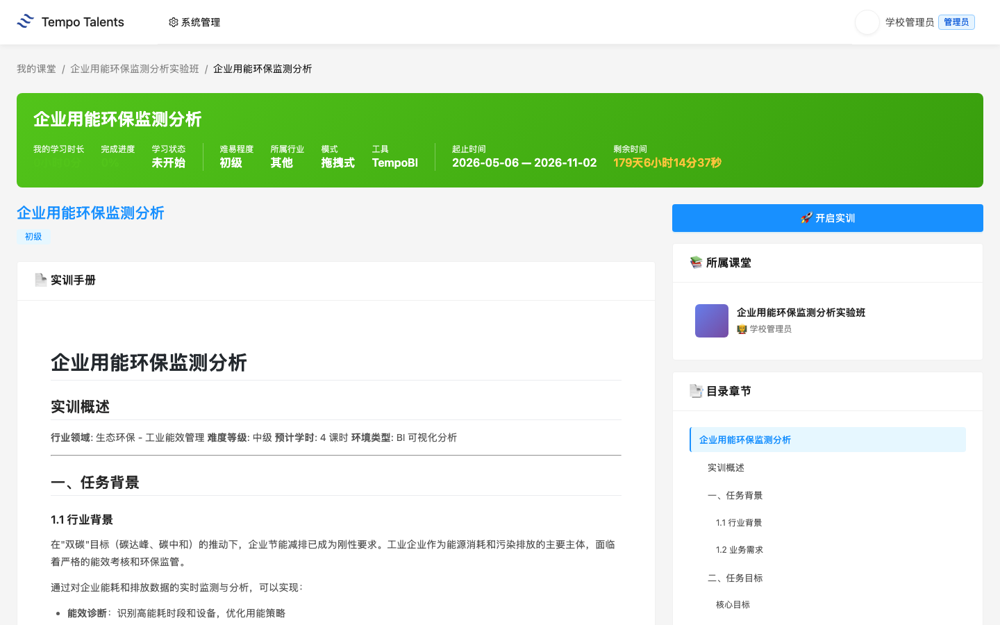 Tempo Talents
系统管理
学校管理员 管理员
我的课堂 / 企业用能环保监测分析实验班 / 企业用能环保监测分析
企业用能环保监测分析
我的学习时长 完成进度 学习状态 难易程度 所属行业 模式 工具 起止时间 剩余时间
0小时0分 0% 未开始 初级 其他 拖拽式 TempoBI 2026-05-06 — 2026-11-02 179天6小时14分37秒
企业用能环保监测分析
初级
开启实训
实训手册
企业用能环保监测分析
实训概述
行业领域: 生态环保 - 工业能效管理 难度等级: 中级 预计学时: 4 课时 环境类型: BI 可视化分析
一、任务背景
1.1 行业背景
在"双碳"目标（碳达峰、碳中和）的推动下，企业节能减排已成为刚性要求。工业企业作为能源消耗和污染排放的主要主体，面临
着严格的能效考核和环保监管。
通过对企业能耗和排放数据的实时监测与分析，可以实现：
• 能效诊断：识别高能耗时段和设备，优化用能策略
所属课堂
企业用能环保监测分析实验班
学校管理员
目录章节
企业用能环保监测分析
实训概述
一、任务背景
1.1 行业背景
1.2 业务需求
二、任务目标
核心目标